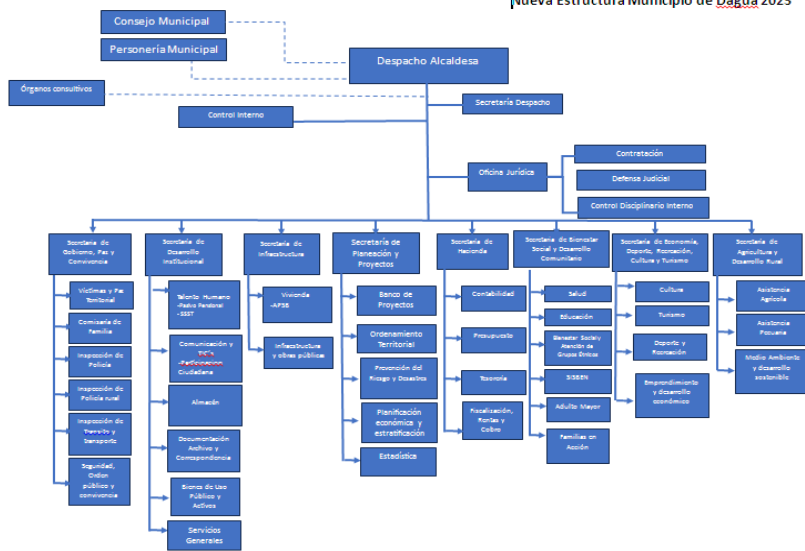 Nueva Estructura Municipio de Dagua 2025
Consejo Municipal
Personería Municipal
Despacho Alcaldesa
Órganos consultivos
Secretaría Despacho
Control Interno
Oficina Jurídica
Contratación
Defensa Judicial
Control Disciplinario Interno
Secretaría de
Gobierno, Paz y
Convivencia
Secretaría de
Desarrollo
Institucional
Secretaría de
Infraestructura
Secretaría de
Planeación y
Proyectos
Secretaría de
Hacienda
Secretaria de Bienestar
Social y Desarrollo
Comunitario
Secretaría de Economía,
Deporte, Recreación,
Cultura y Turismo
Secretaría de
Agricultura y
Desarrollo Rural
Víctimas y Paz
Territorial
Comisaría de
Familia
Inspección de
Policía
Inspección de
Policía rural
Inspección de
Transito y
transporte
Seguridad,
Orden
público y
convivencia
Talento Humano
-Pasivo Pensional
-SSST
Comunicación y
TICs
-Participacion
Ciudadana
Almacén
Documentación
Archivo y
Correspondencia
Bienes de Uso
Público y
Activos
Servicios
Generales
Vivienda
-APSB
Infraestructura
y obras públicas
Banco de
Proyectos
Ordenamiento
Territorial
Prevención del
Riesgo y Desastres
Planificación
económica y
estratificación
Estadística
Contabilidad
Presupuesto
Tesorería
Fiscalización,
Rentas y
Cobro
Salud
Educación
Bienestar Social y
Atención de
Grupos Étnicos
SISBEN
Adulto Mayor
Familias en
Acción
Cultura
Turismo
Deporte y
Recreación
Emprendimiento
y desarrollo
económico
Asistencia
Agrícola
Asistencia
Pecuaria
Medio Ambiente
y desarrollo
sostenible